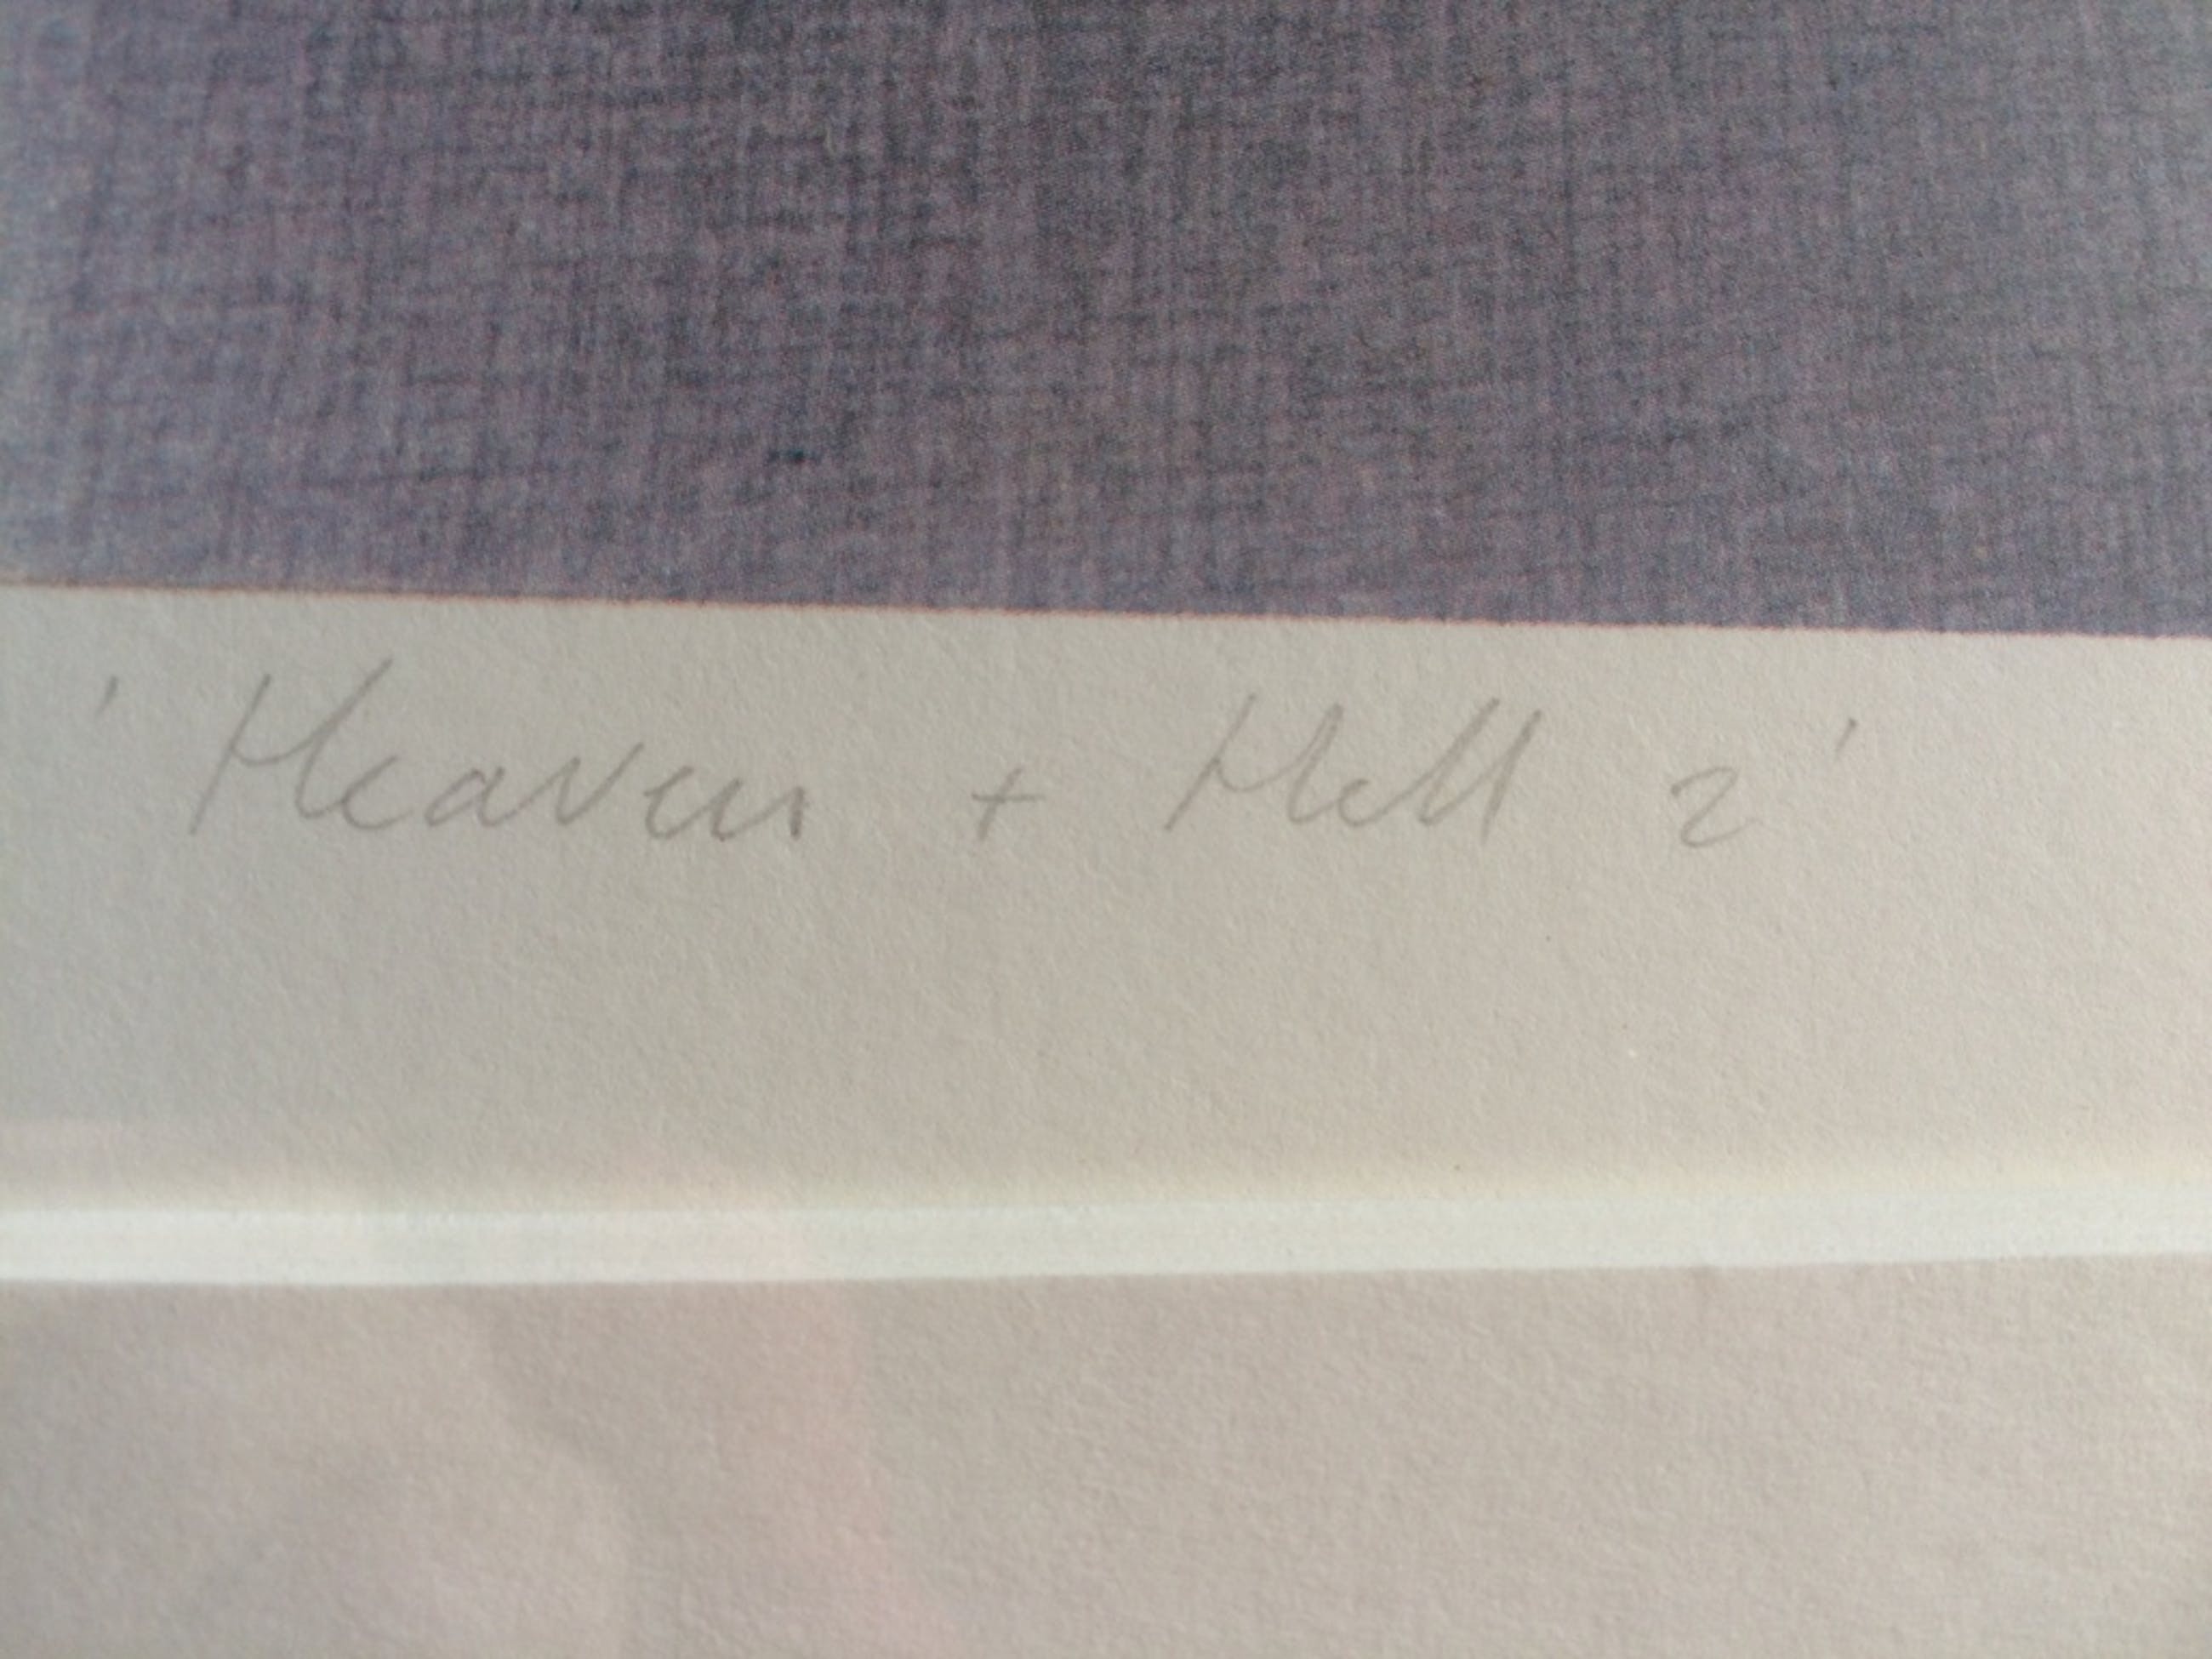 'Heaven + Hell 2'